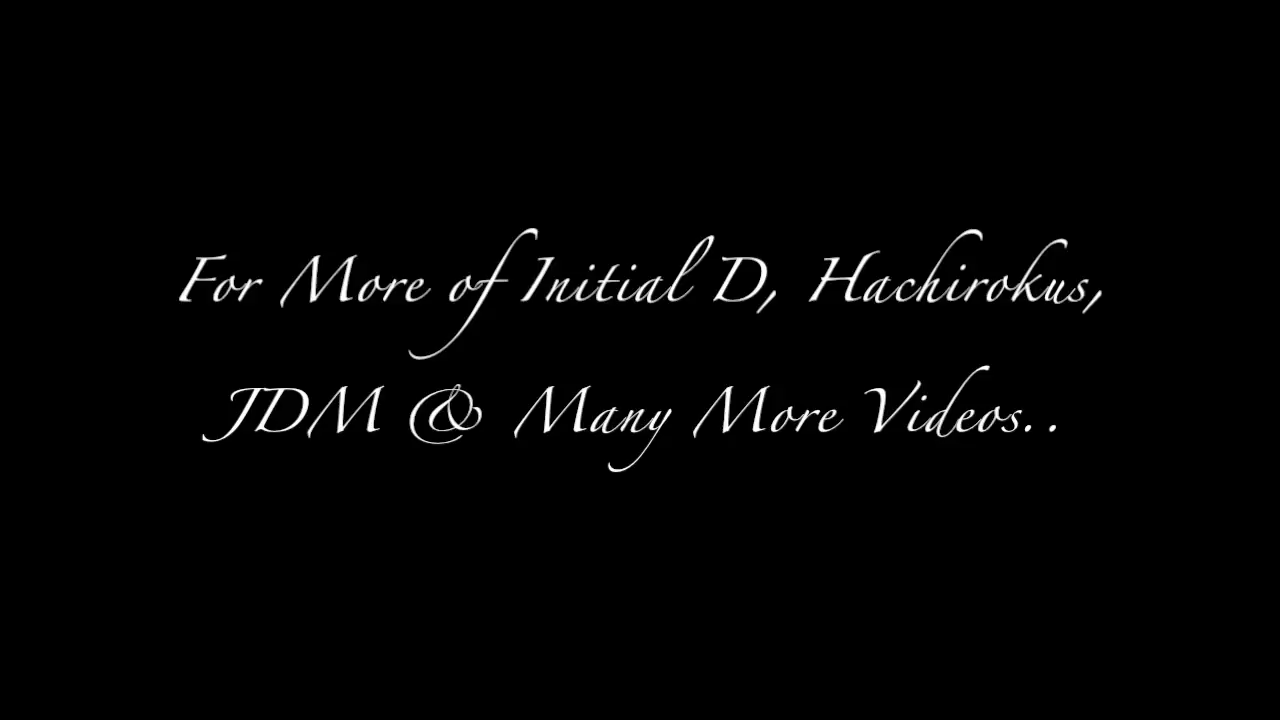 For More of Initial D, Hachirokus,
JDM & Many More Videos. .